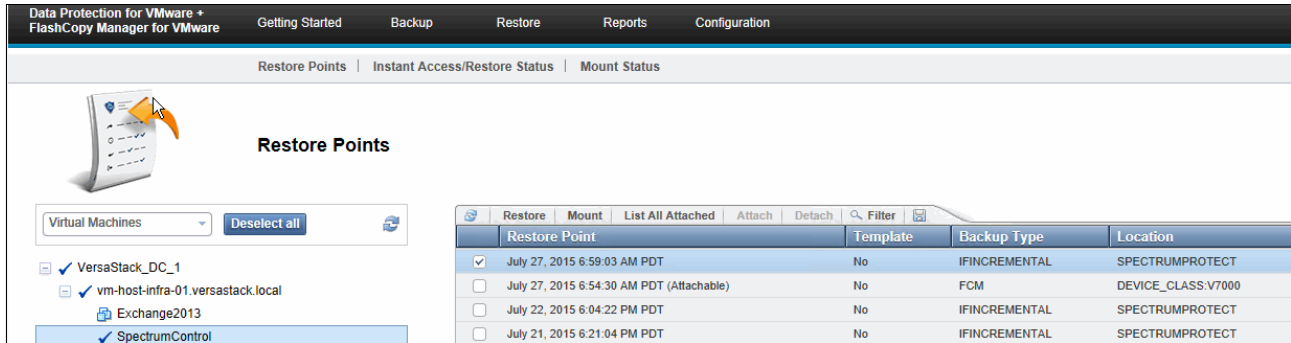 Data Protection for VMware +
FlashCopy Manager for VMware
Getting Started Backup Restore Reports Configuration
Restore Points | Instant Access/Restore Status | Mount Status
Restore Points
Virtual Machines Deselect all
Restore Mount List All Attached Attach Detach Filter
Restore Point Template Backup Type Location
July 27, 2015 6:59:03 AM PDT No IFINCREMENTAL SPECTRUMPROTECT
July 27, 2015 6:54:30 AM PDT (Attachable) No FCM DEVICE_CLASS:V7000
July 22, 2015 6:04:22 PM PDT No IFINCREMENTAL SPECTRUMPROTECT
July 21, 2015 6:21:04 PM PDT No IFINCREMENTAL SPECTRUMPROTECT
VersaStack_DC_1
vm-host-infra-01.versastack.local
Exchange2013
SpectrumControl